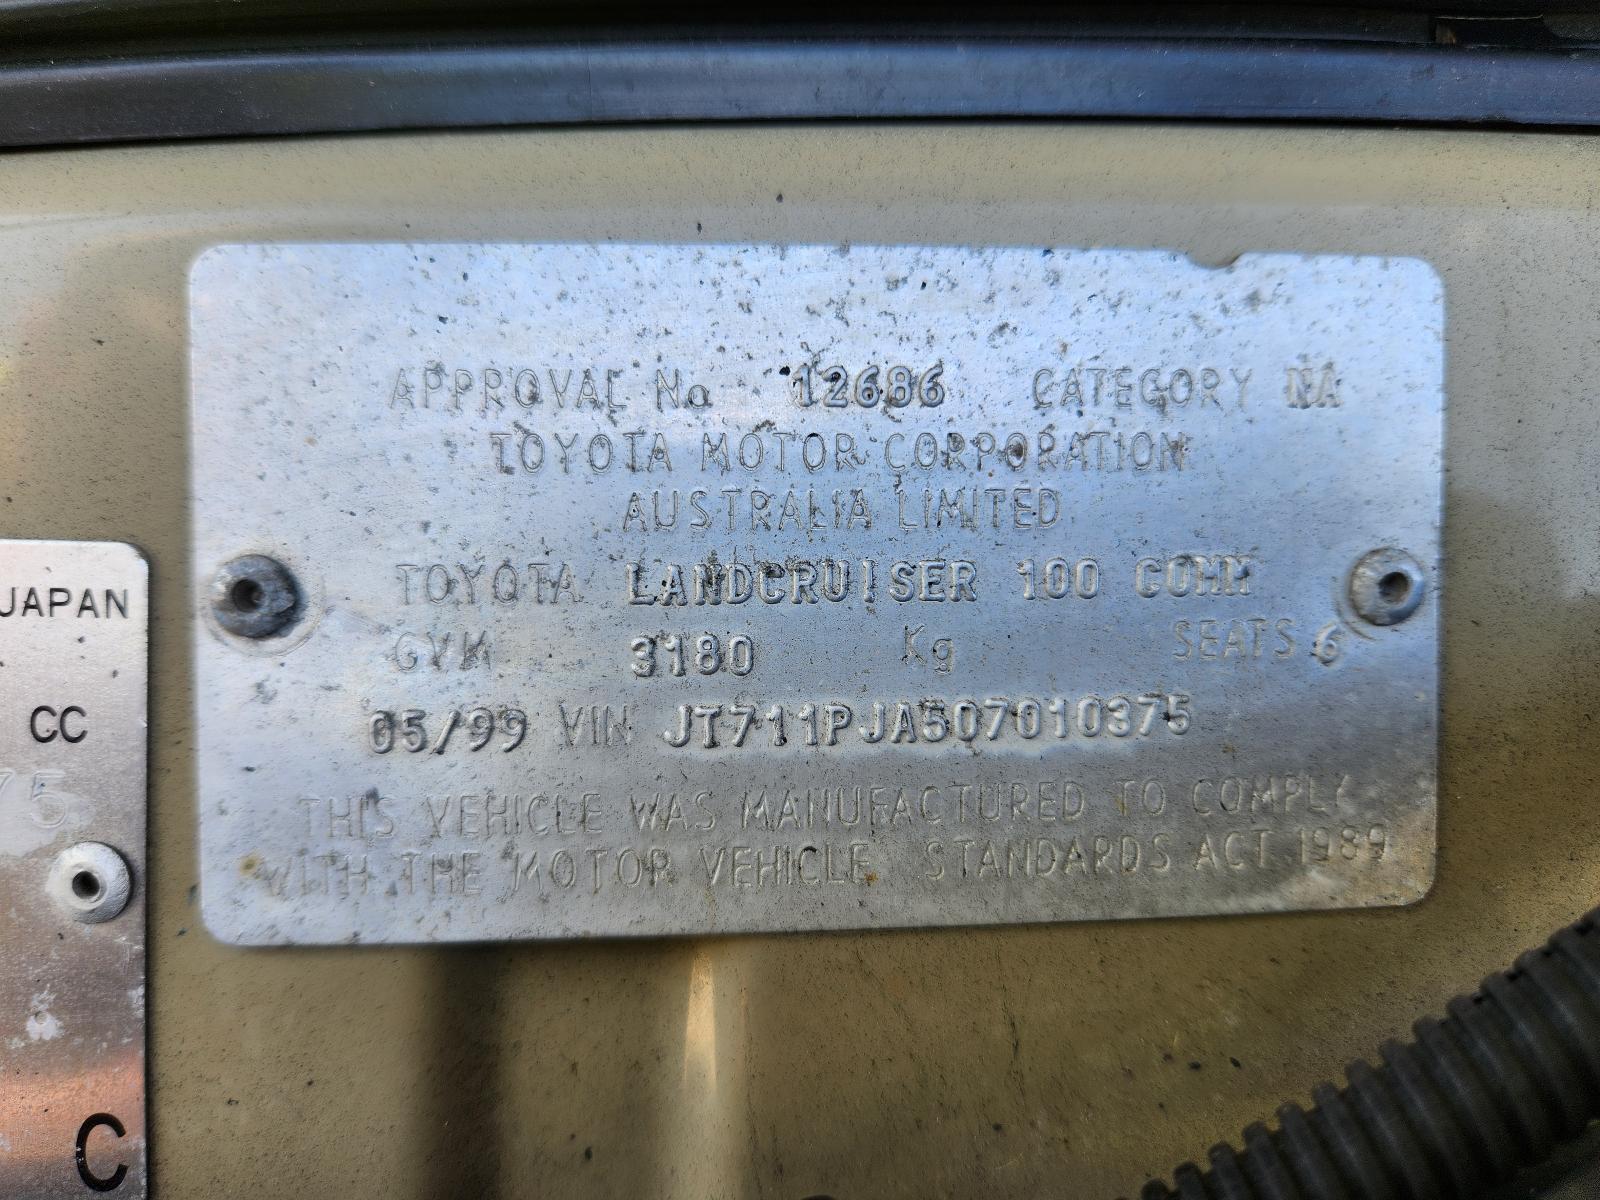 APPROVAL No 12686 CATEGORY NA
TOYOTA MOTOR CORPORATION
AUSTRALIA LIMITED
TOYOTA LANDCRUISER 100 COMM
GVM 3180 Kg SEATS 6
05/99 VIN JT711PJA507010375
THIS VEHICLE WAS MANUFACTURED TO COMPLY
WITH THE MOTOR VEHICLE STANDARDS ACT 1989
JAPAN
CC
75
C